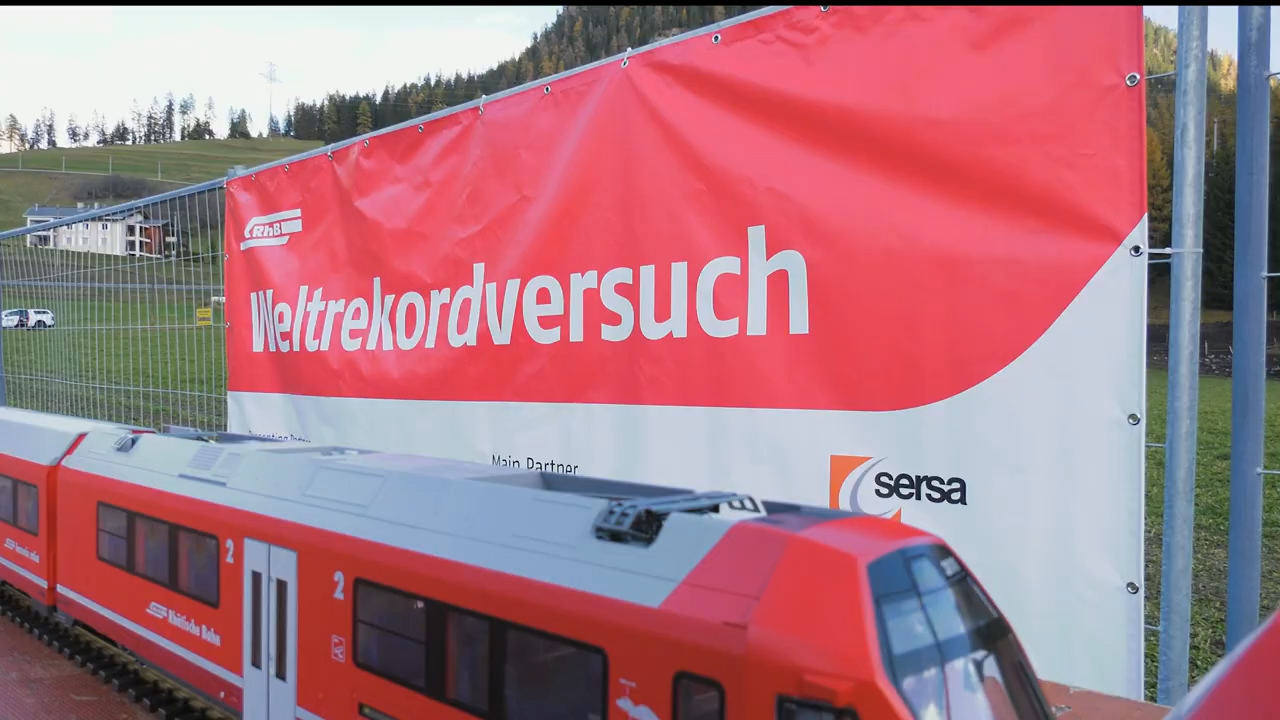 RhB
Weltrekordversuch
Main Partner
sersa
2
2
Rhätische Bahn